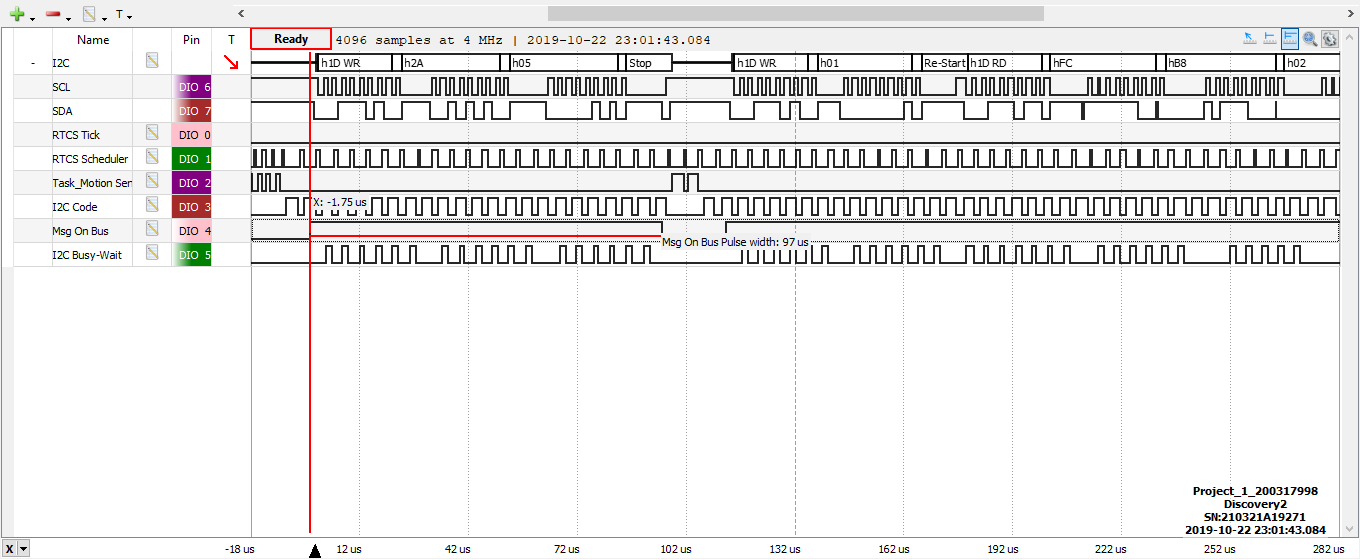 T
Name Pin T Ready 4096 samples at 4 MHz | 2019-10-22 23:01:43.084
- I2C h1D WR h2A h05 Stop h1D WR h01 Re-Start h1D RD hFC hB8 h02
SCL DIO 6
SDA DIO 7
RTCS Tick DIO 0
RTCS Scheduler DIO 1
Task_Motion Sen DIO 2
I2C Code DIO 3 X: -1.75 us
Msg On Bus DIO 4
Msg On Bus Pulse width: 97 us
I2C Busy-Wait DIO 5
Project_1_200317998
Discovery2
SN:210321A19271
2019-10-22 23:01:43.084
X -18 us 12 us 42 us 72 us 102 us 132 us 162 us 192 us 222 us 252 us 282 us